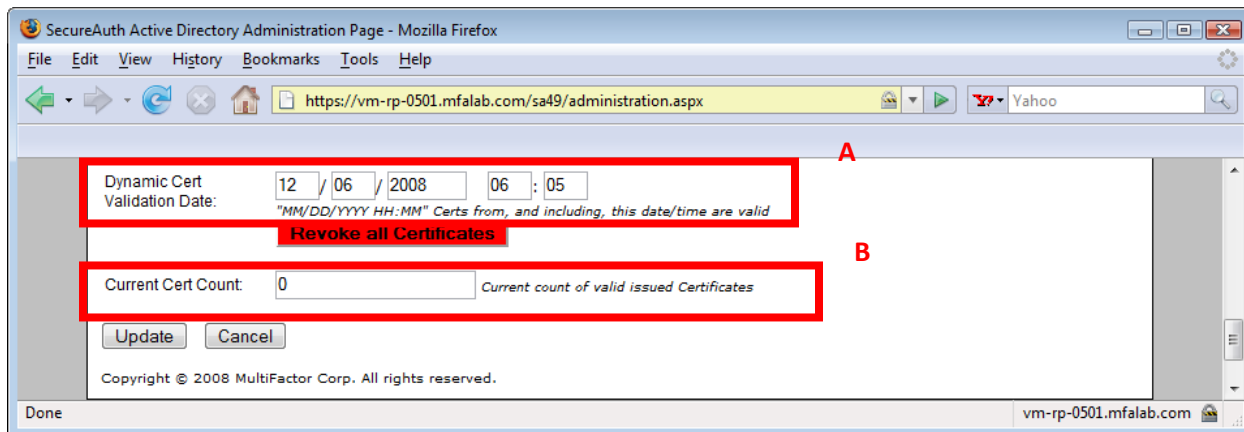 SecureAuth Active Directory Administration Page - Mozilla Firefox
File Edit View History Bookmarks Tools Help
https://vm-rp-0501.mfalab.com/sa49/administration.aspx Yahoo
A
Dynamic Cert
Validation Date:
12 / 06 / 2008 06 : 05
"MM/DD/YYYY HH:MM" Certs from, and including, this date/time are valid
Revoke all Certificates
B
Current Cert Count: 0 Current count of valid issued Certificates
Update Cancel
Copyright © 2008 MultiFactor Corp. All rights reserved.
Done vm-rp-0501.mfalab.com